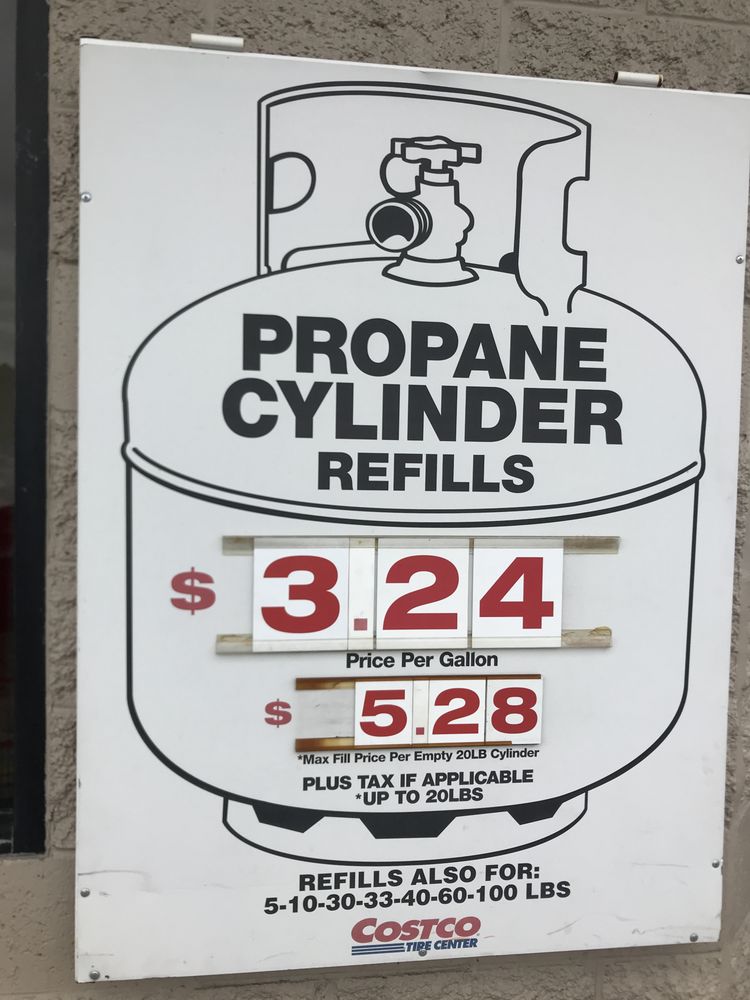 PROPANE
CYLINDER
REFILLS
$ 3.24
Price Per Gallon
$ 5.28
*Max Fill Price Per Empty 20LB Cylinder
PLUS TAX IF APPLICABLE
*UP TO 20LBS
REFILLS ALSO FOR:
5-10-30-33-40-60-100 LBS
COSTCO
TIRE CENTER